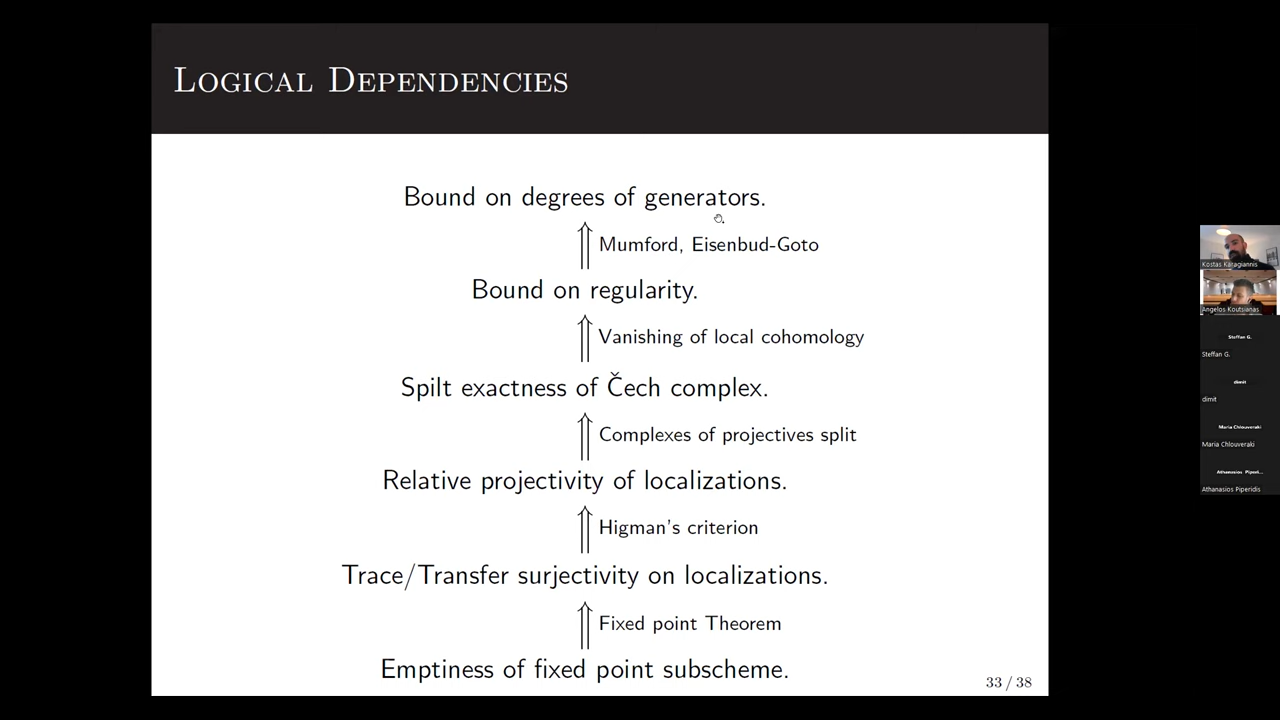 Logical Dependencies
Bound on degrees of generators.
Mumford, Eisenbud-Goto
Bound on regularity.
Vanishing of local cohomology
Spilt exactness of Čech complex.
Complexes of projectives split
Relative projectivity of localizations.
Higman's criterion
Trace/Transfer surjectivity on localizations.
Fixed point Theorem
Emptiness of fixed point subscheme.
33 / 38
Kostas Karagiannis
Angelos Koutsianas
Steffan G.
Steffan G.
dimit
dimit
Maria Chlouveraki
Maria Chlouveraki
Athanasios Piperi...
Athanasios Piperidis